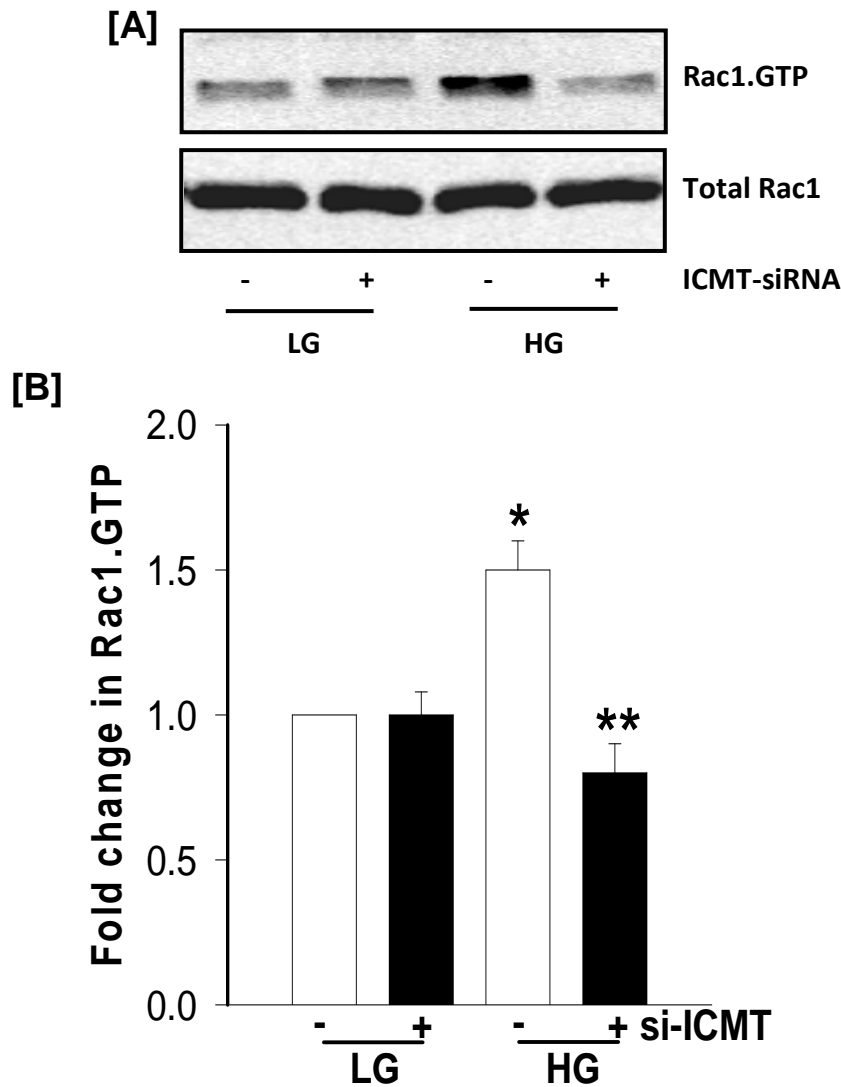 [A]
Rac1.GTP
Total Rac1
- + - + ICMT-siRNA
LG HG
[B]
Fold change in Rac1.GTP
2.0
*
1.5
**
1.0
0.5
0.0
- + - + si-ICMT
LG HG